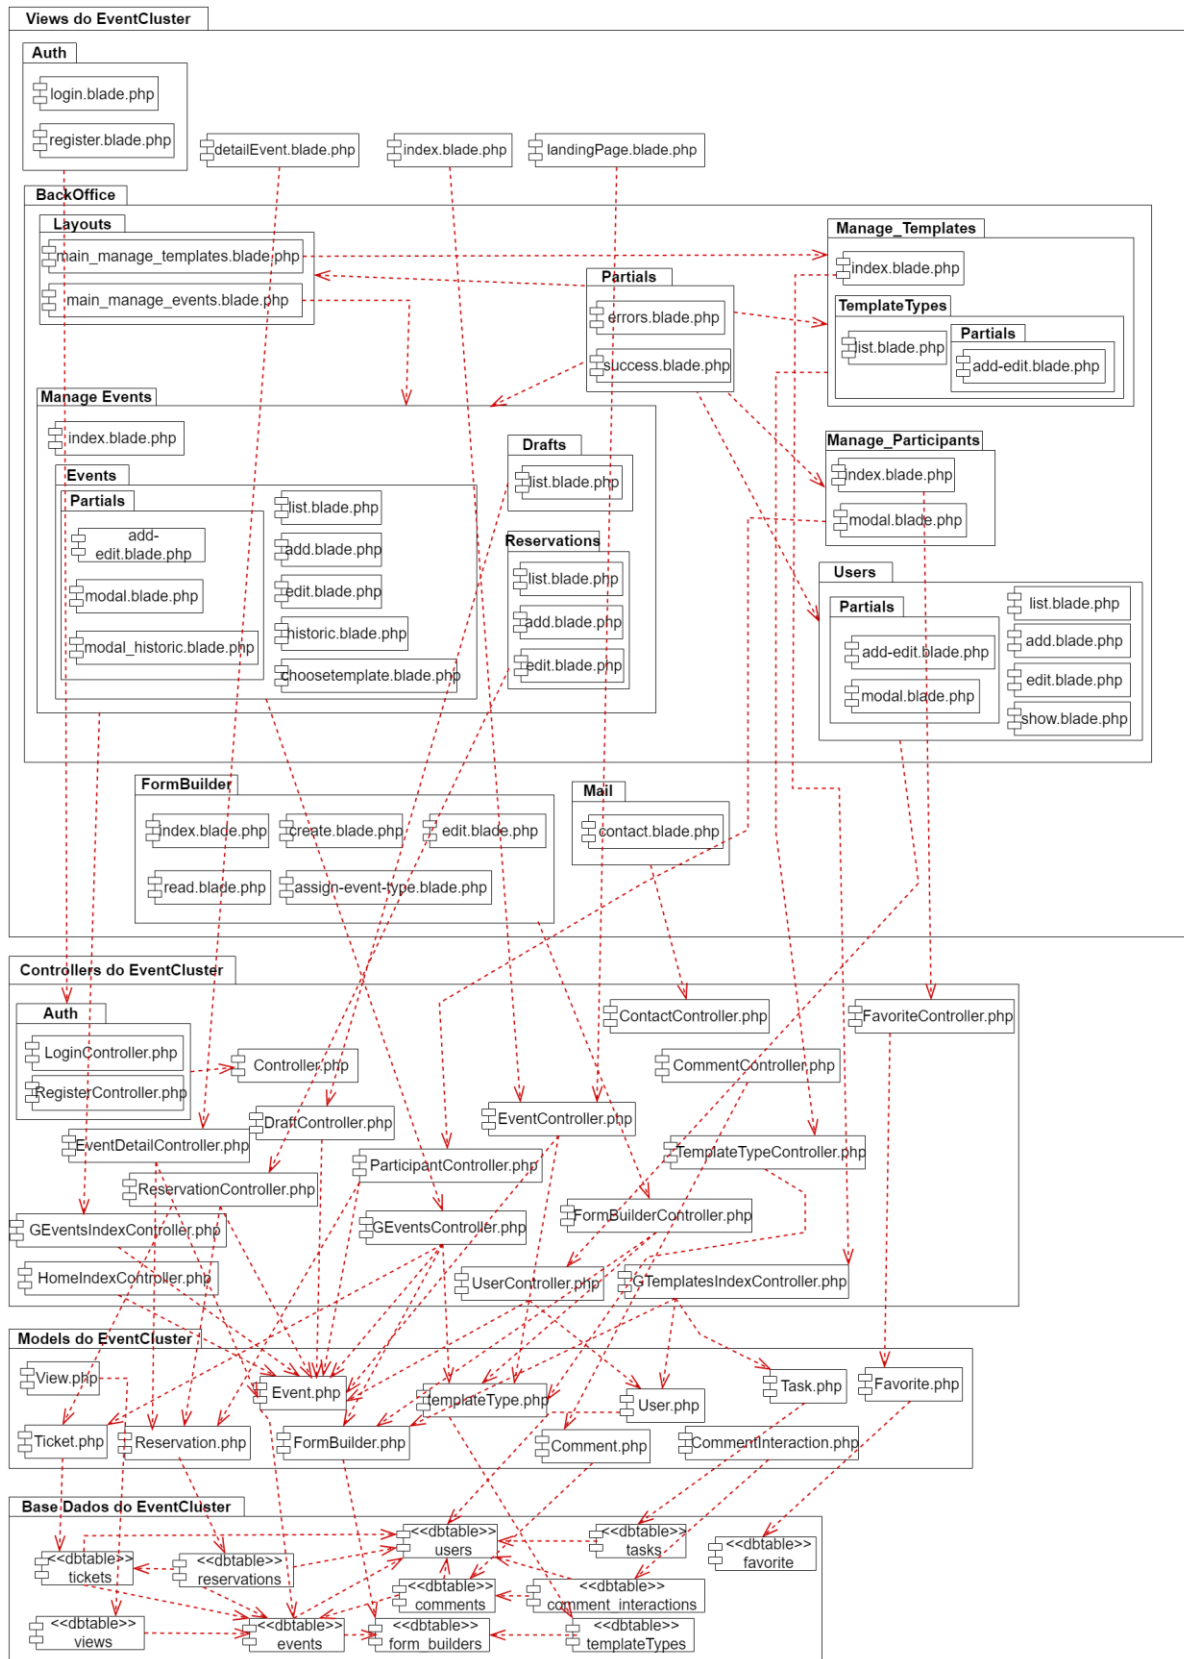 Views do EventCluster
Auth
login.blade.php
register.blade.php
detailEvent.blade.php
index.blade.php
landingPage.blade.php
BackOffice
Layouts
main_manage_templates.blade.php
main_manage_events.blade.php
Partials
errors.blade.php
success.blade.php
Manage_Templates
index.blade.php
TemplateTypes
list.blade.php
Partials
add-edit.blade.php
Manage Events
index.blade.php
Events
Partials
add-
edit.blade.php
modal.blade.php
modal_historic.blade.php
list.blade.php
add.blade.php
edit.blade.php
historic.blade.php
choosetemplate.blade.php
Drafts
list.blade.php
Reservations
list.blade.php
add.blade.php
edit.blade.php
Manage_Participants
index.blade.php
modal.blade.php
Users
Partials
add-edit.blade.php
modal.blade.php
list.blade.php
add.blade.php
edit.blade.php
show.blade.php
FormBuilder
index.blade.php
create.blade.php
edit.blade.php
read.blade.php
assign-event-type.blade.php
Mail
contact.blade.php
Controllers do EventCluster
Auth
LoginController.php
RegisterController.php
Controller.php
ContactController.php
FavoriteController.php
CommentController.php
DraftController.php
EventController.php
EventDetailController.php
ParticipantController.php
TemplateTypeController.php
ReservationController.php
GEventsIndexController.php
GEventsController.php
FormBuilderController.php
HomeIndexController.php
UserController.php
GTemplatesIndexController.php
Models do EventCluster
View.php
Event.php
templateType.php
User.php
Task.php
Favorite.php
Ticket.php
Reservation.php
FormBuilder.php
Comment.php
CommentInteraction.php
Base Dados do EventCluster
<<dbtable>>
users
<<dbtable>>
tasks
<<dbtable>>
favorite
<<dbtable>>
tickets
<<dbtable>>
reservations
<<dbtable>>
comments
<<dbtable>>
comment_interactions
<<dbtable>>
views
<<dbtable>>
events
<<dbtable>>
form_builders
<<dbtable>>
templateTypes